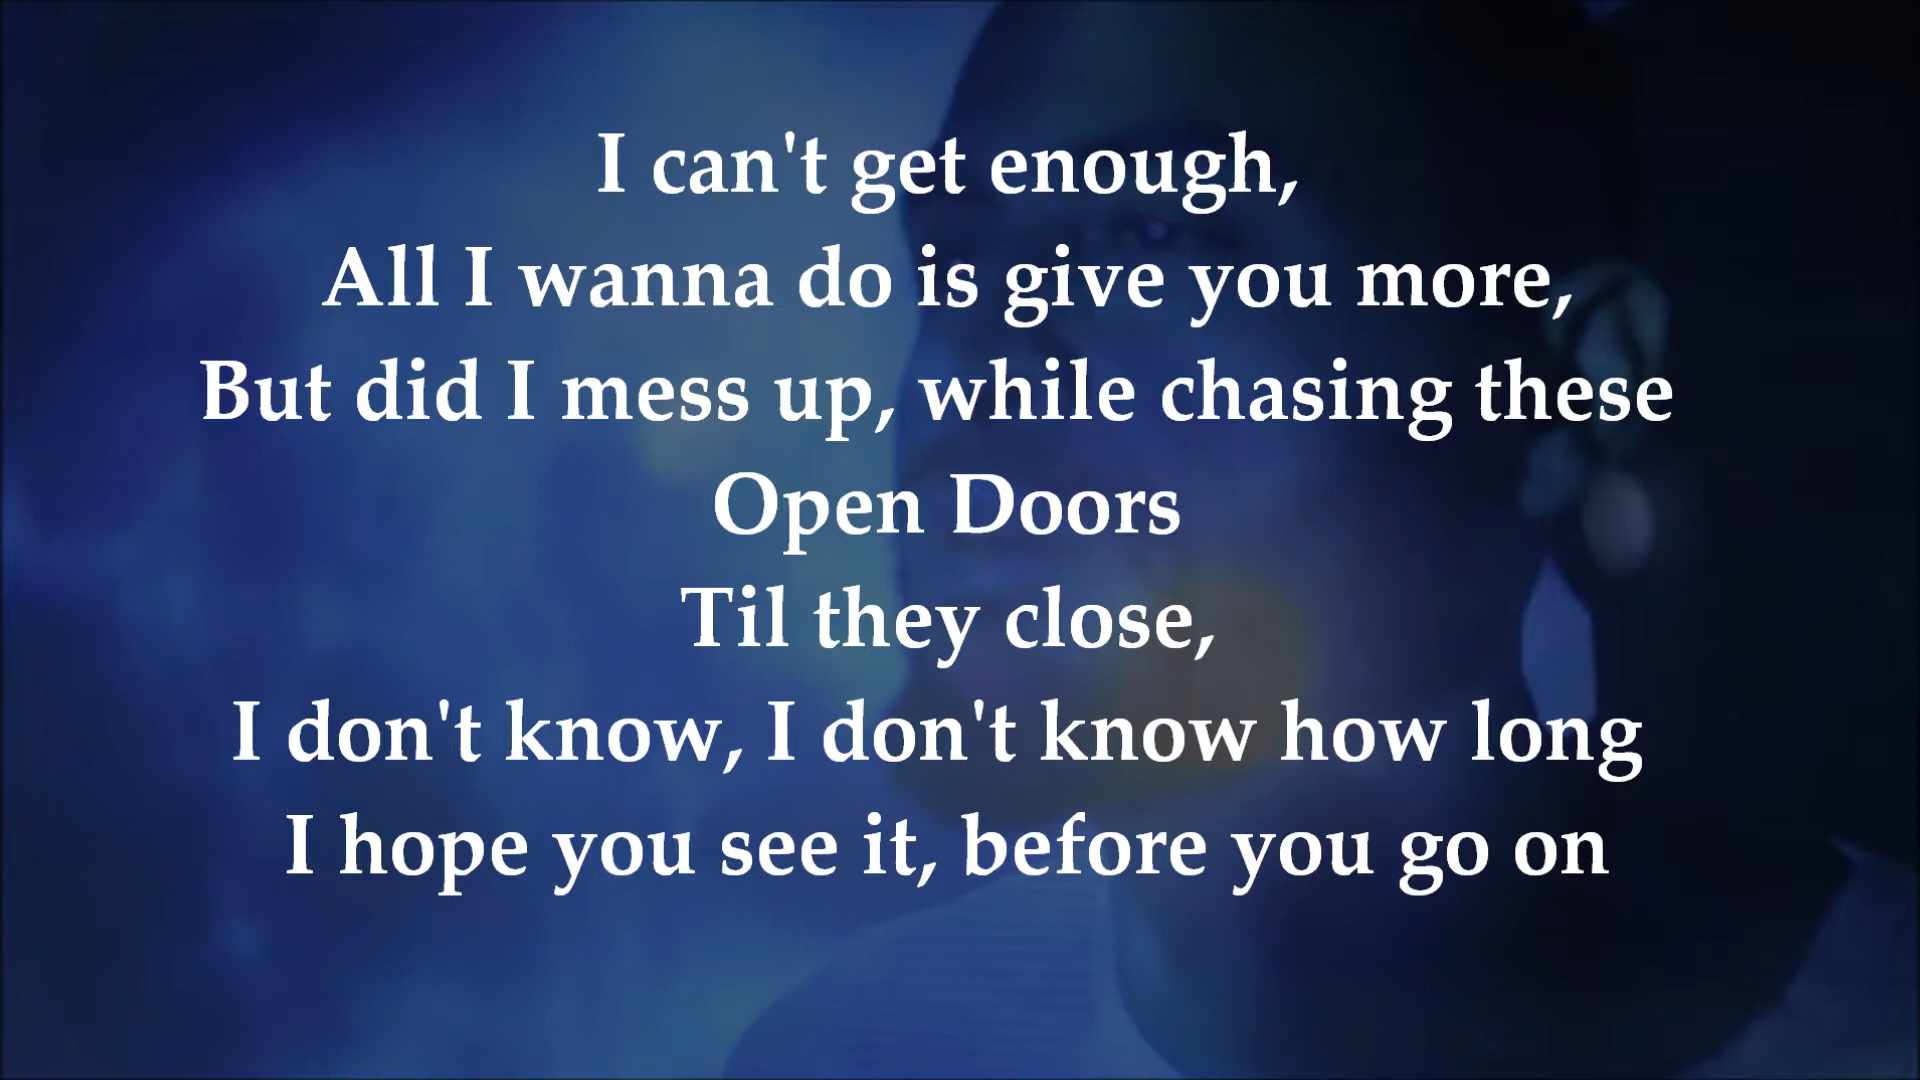 I can't get enough,
All I wanna do is give you more,
But did I mess up, while chasing these
Open Doors
Til they close,
I don't know, I don't know how long
I hope you see it, before you go on